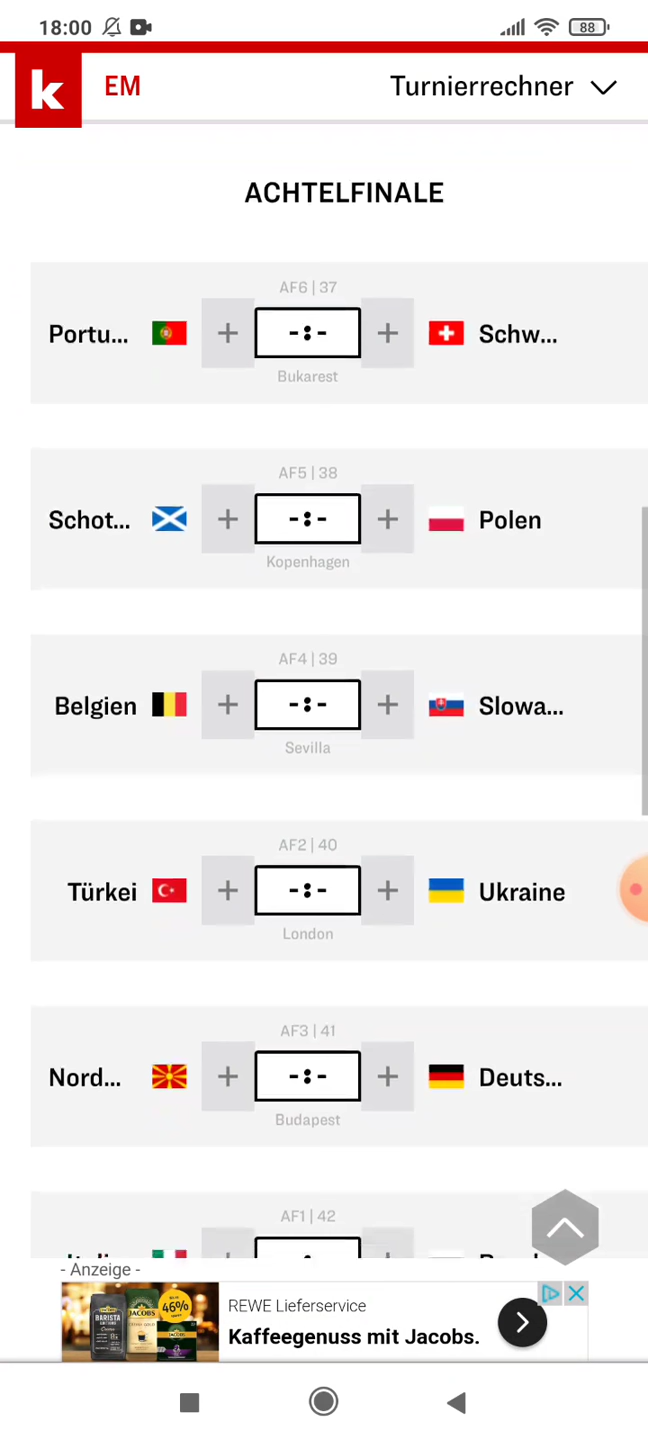 18:00 88
k EM Turnierrechner
ACHTELFINALE
AF6 | 37
Portu... + -:- + Schw...
Bukarest
AF5 | 38
Schot... + -:- + Polen
Kopenhagen
AF4 | 39
Belgien + -:- + Slowa...
Sevilla
AF2 | 40
Türkei + -:- + Ukraine
London
AF3 | 41
Nord... + -:- + Deuts...
Budapest
AF1 | 42
- Anzeige -
46%
BARISTA
JACOBS
REWE Lieferservice
Kaffeegenuss mit Jacobs.